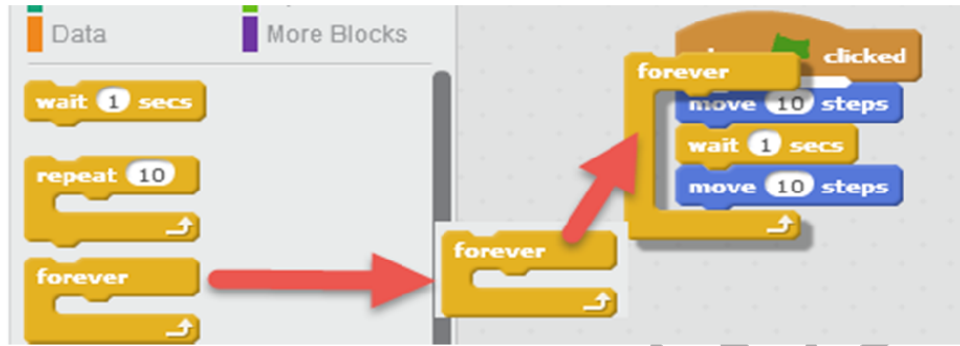 Data
More Blocks
wait 1 secs
repeat 10
forever
forever
forever
clicked
move 10 steps
wait 1 secs
move 10 steps